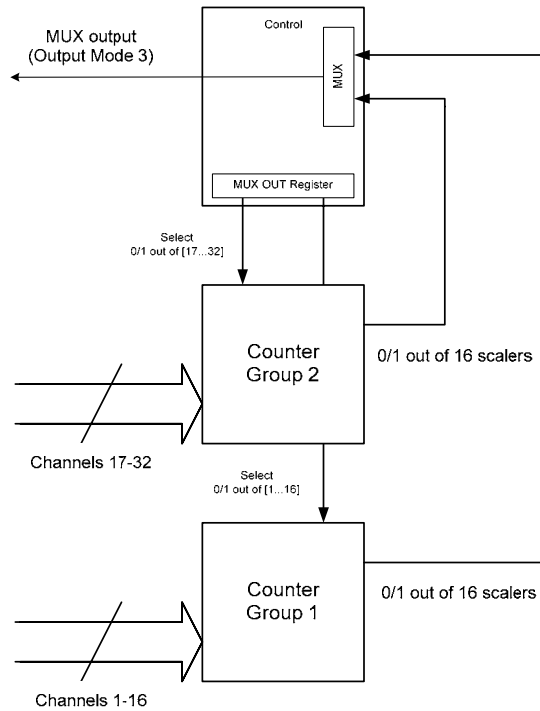 Control
MUX output
(Output Mode 3)
MUX
MUX OUT Register
Select
0/1 out of [17...32]
Counter
Group 2
0/1 out of 16 scalers
Channels 17-32
Select
0/1 out of [1...16]
Counter
Group 1
0/1 out of 16 scalers
Channels 1-16